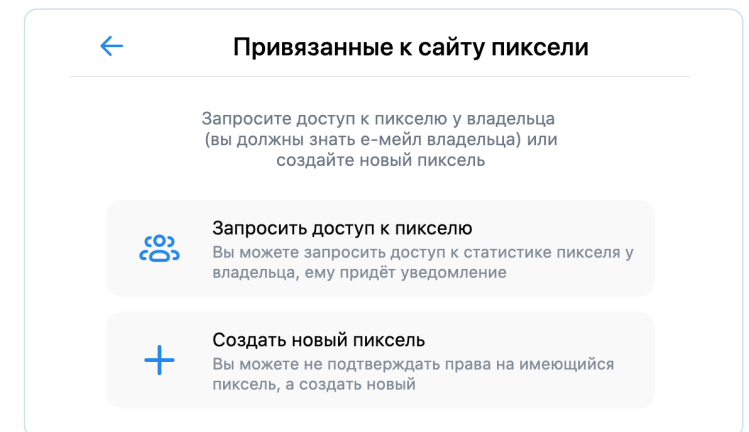 Привязанные к сайту пиксели
Запросите доступ к пикселю у владельца
(вы должны знать е-мейл владельца) или
создайте новый пиксель
Запросить доступ к пикселю
Вы можете запросить доступ к статистике пикселя у
владельца, ему придёт уведомление
Создать новый пиксель
Вы можете не подтверждать права на имеющийся
пиксель, а создать новый